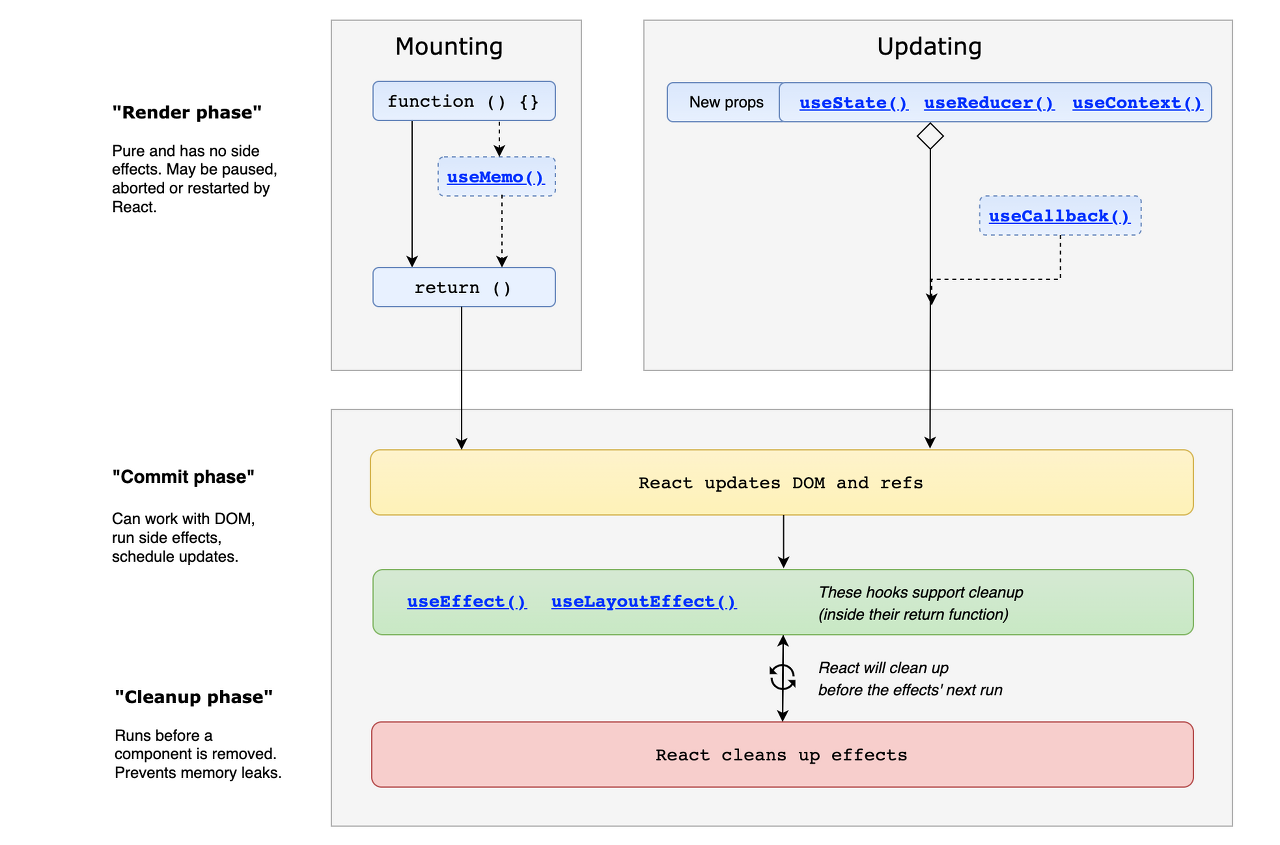 Mounting
Updating
"Render phase"
Pure and has no side
effects. May be paused,
aborted or restarted by
React.
function () {}
useMemo()
return ()
New props
useState() useReducer() useContext()
useCallback()
"Commit phase"
Can work with DOM,
run side effects,
schedule updates.
React updates DOM and refs
useEffect() useLayoutEffect()
These hooks support cleanup
(inside their return function)
React will clean up
before the effects' next run
"Cleanup phase"
Runs before a
component is removed.
Prevents memory leaks.
React cleans up effects